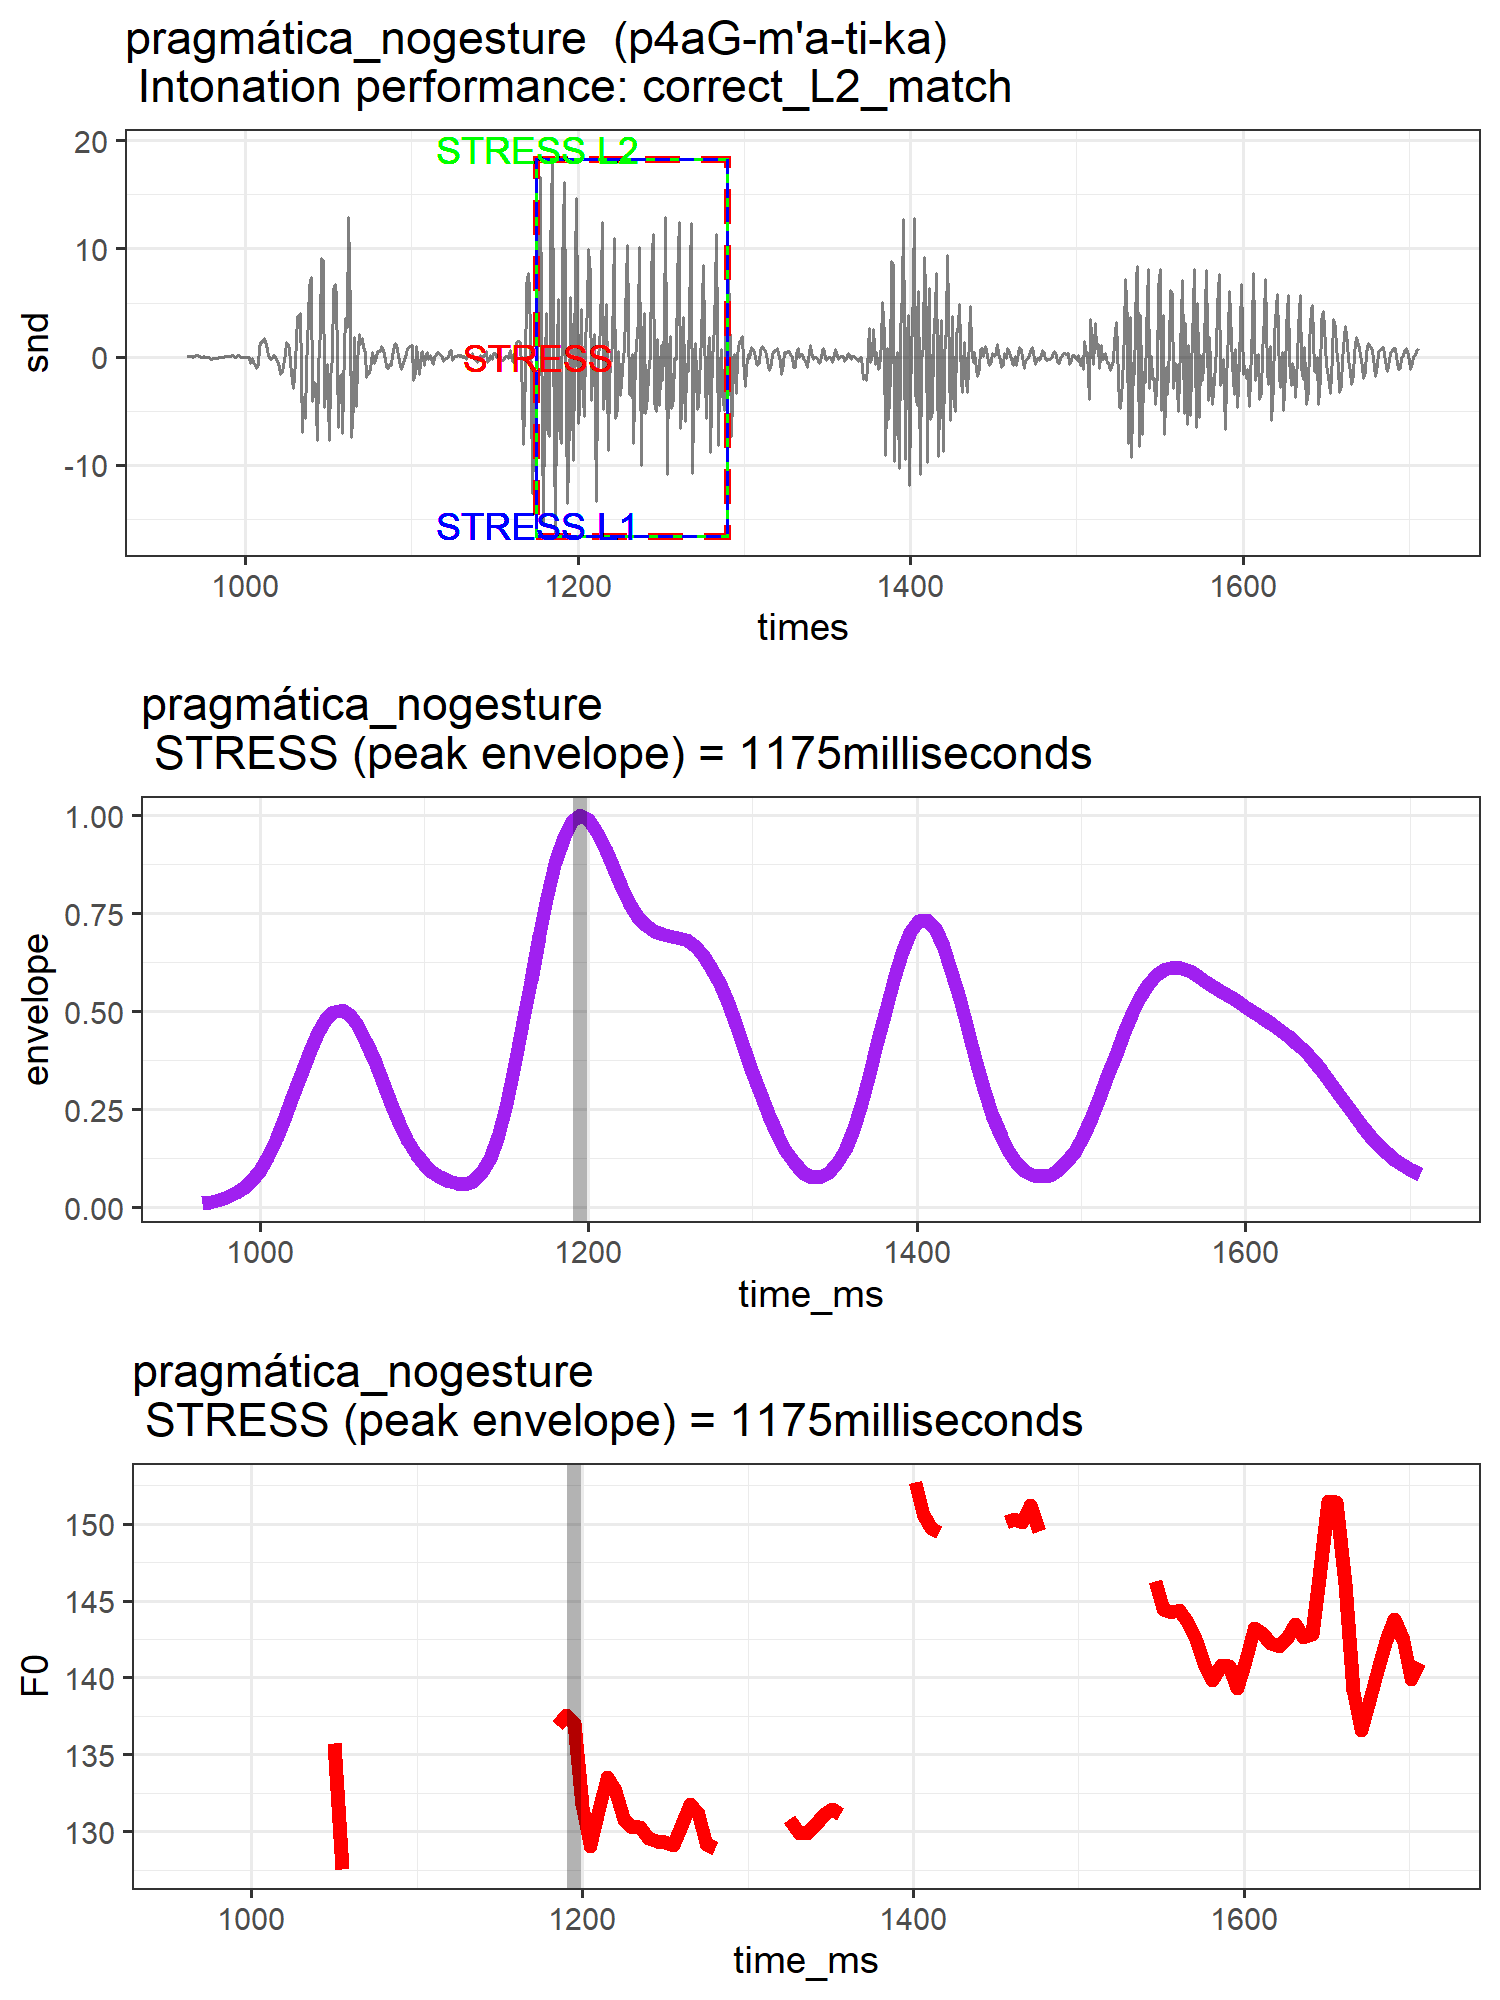 pragmática_nogesture  (p4aG-m'a-ti-ka)
Intonation performance: correct_L2_match
20
10
0
-10
snd
STRESS L2
STRESS
STRESS L1
1000
1200
1400
1600
times
pragmática_nogesture
STRESS (peak envelope) = 1175milliseconds
1.00
0.75
0.50
0.25
0.00
envelope
1000
1200
1400
1600
time_ms
pragmática_nogesture
STRESS (peak envelope) = 1175milliseconds
150
145
140
135
130
F0
1000
1200
1400
1600
time_ms